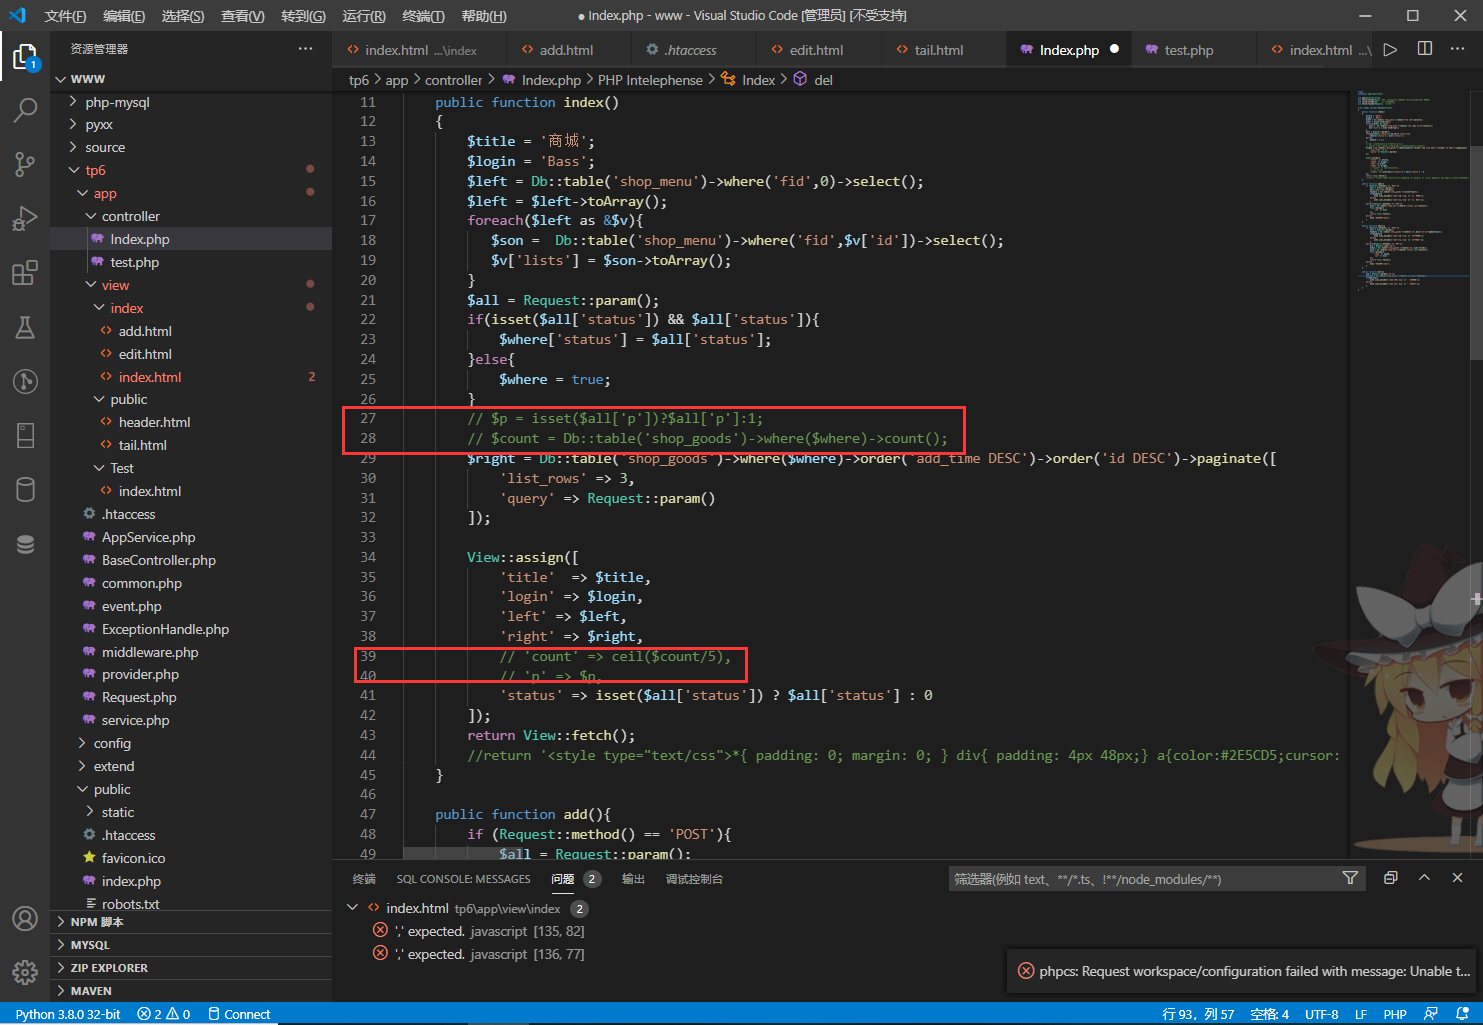 文件(F) 编辑(E) 选择(S) 查看(V) 转到(G) 运行(R) 终端(T) 帮助(H) ● Index.php - www - Visual Studio Code [管理员] [不受支持]
资源管理器 ···
index.html ...\index add.html .htaccess edit.html tail.html Index.php ● test.php index.html ...\ ···
tp6 > app > controller > Index.php > PHP Intelephense > Index > del
1
WWW
php-mysql
pyxx
source
tp6
app
controller
Index.php
test.php
view
index
add.html
edit.html
index.html 2
public
header.html
tail.html
Test
index.html
.htaccess
AppService.php
BaseController.php
common.php
event.php
ExceptionHandle.php
middleware.php
provider.php
Request.php
service.php
config
extend
public
static
.htaccess
favicon.ico
index.php
robots.txt
NPM 脚本
MYSQL
ZIP EXPLORER
MAVEN
11 public function index()
12 {
13 $title = '商城';
14 $login = 'Bass';
15 $left = Db::table('shop_menu')->where('fid',0)->select();
16 $left = $left->toArray();
17 foreach($left as &$v){
18 $son =  Db::table('shop_menu')->where('fid',$v['id'])->select();
19 $v['lists'] = $son->toArray();
20 }
21 $all = Request::param();
22 if(isset($all['status']) && $all['status']){
23 $where['status'] = $all['status'];
24 }else{
25 $where = true;
26 }
27 // $p = isset($all['p'])?$all['p']:1;
28 // $count = Db::table('shop_goods')->where($where)->count();
29 $right = Db::table('shop_goods')->where($where)->order('add_time DESC')->order('id DESC')->paginate([
30 'list_rows' => 3,
31 'query' => Request::param()
32 ]);
33
34 View::assign([
35 'title'  => $title,
36 'login' => $login,
37 'left' => $left,
38 'right' => $right,
39 // 'count' => ceil($count/5),
40 // 'p' => $p,
41 'status' => isset($all['status']) ? $all['status'] : 0
42 ]);
43 return View::fetch();
44 //return '<style type="text/css">*{ padding: 0; margin: 0; } div{ padding: 4px 48px;} a{color:#2E5CD5;cursor:
45 }
46
47 public function add(){
48 if (Request::method() == 'POST'){
49 $all = Request::param();
终端 SQL CONSOLE: MESSAGES 问题 2 输出 调试控制台 筛选器(例如 text、**/*.ts、!**/node_modules/**)
index.html tp6\app\view\index 2
',' expected. javascript [135, 82]
',' expected. javascript [136, 77]
phpcs: Request workspace/configuration failed with message: Unable t...
Python 3.8.0 32-bit 2 0 Connect 行 93，列 57 空格: 4 UTF-8 LF PHP